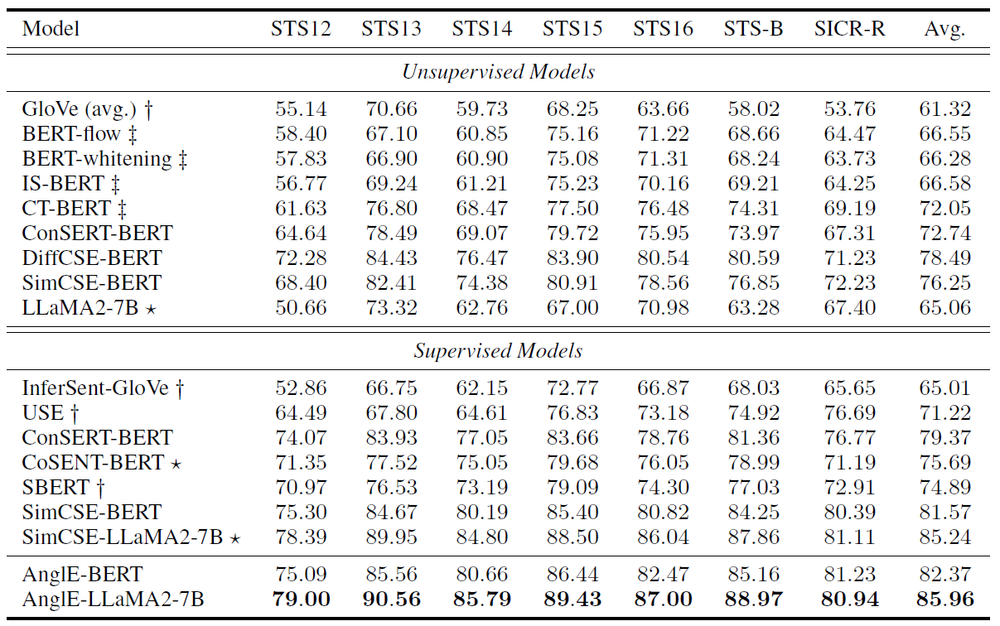 Model STS12 STS13 STS14 STS15 STS16 STS-B SICR-R Avg.
Unsupervised Models
GloVe (avg.) † 55.14 70.66 59.73 68.25 63.66 58.02 53.76 61.32
BERT-flow ‡ 58.40 67.10 60.85 75.16 71.22 68.66 64.47 66.55
BERT-whitening ‡ 57.83 66.90 60.90 75.08 71.31 68.24 63.73 66.28
IS-BERT ‡ 56.77 69.24 61.21 75.23 70.16 69.21 64.25 66.58
CT-BERT ‡ 61.63 76.80 68.47 77.50 76.48 74.31 69.19 72.05
ConSERT-BERT 64.64 78.49 69.07 79.72 75.95 73.97 67.31 72.74
DiffCSE-BERT 72.28 84.43 76.47 83.90 80.54 80.59 71.23 78.49
SimCSE-BERT 68.40 82.41 74.38 80.91 78.56 76.85 72.23 76.25
LLaMA2-7B ⋆ 50.66 73.32 62.76 67.00 70.98 63.28 67.40 65.06
Supervised Models
InferSent-GloVe † 52.86 66.75 62.15 72.77 66.87 68.03 65.65 65.01
USE † 64.49 67.80 64.61 76.83 73.18 74.92 76.69 71.22
ConSERT-BERT 74.07 83.93 77.05 83.66 78.76 81.36 76.77 79.37
CoSENT-BERT ⋆ 71.35 77.52 75.05 79.68 76.05 78.99 71.19 75.69
SBERT † 70.97 76.53 73.19 79.09 74.30 77.03 72.91 74.89
SimCSE-BERT 75.30 84.67 80.19 85.40 80.82 84.25 80.39 81.57
SimCSE-LLaMA2-7B ⋆ 78.39 89.95 84.80 88.50 86.04 87.86 81.11 85.24
AnglE-BERT 75.09 85.56 80.66 86.44 82.47 85.16 81.23 82.37
AnglE-LLaMA2-7B 79.00 90.56 85.79 89.43 87.00 88.97 80.94 85.96